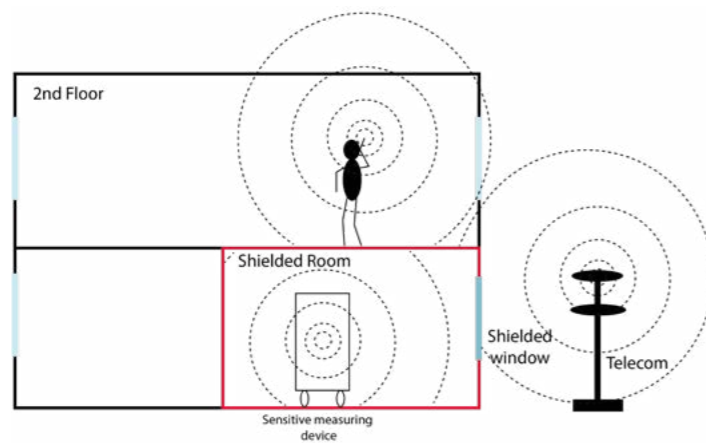 2nd Floor
Shielded Room
Shielded
window
Telecom
Sensitive measuring
device